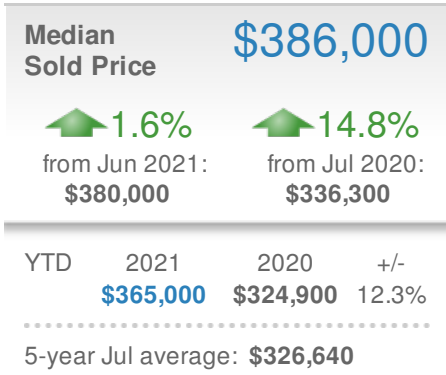 Median
Sold Price
$386,000
1.6%
from Jun 2021:
$380,000
14.8%
from Jul 2020:
$336,300
YTD 2021 2020 +/-
$365,000 $324,900 12.3%
5-year Jul average: $326,640